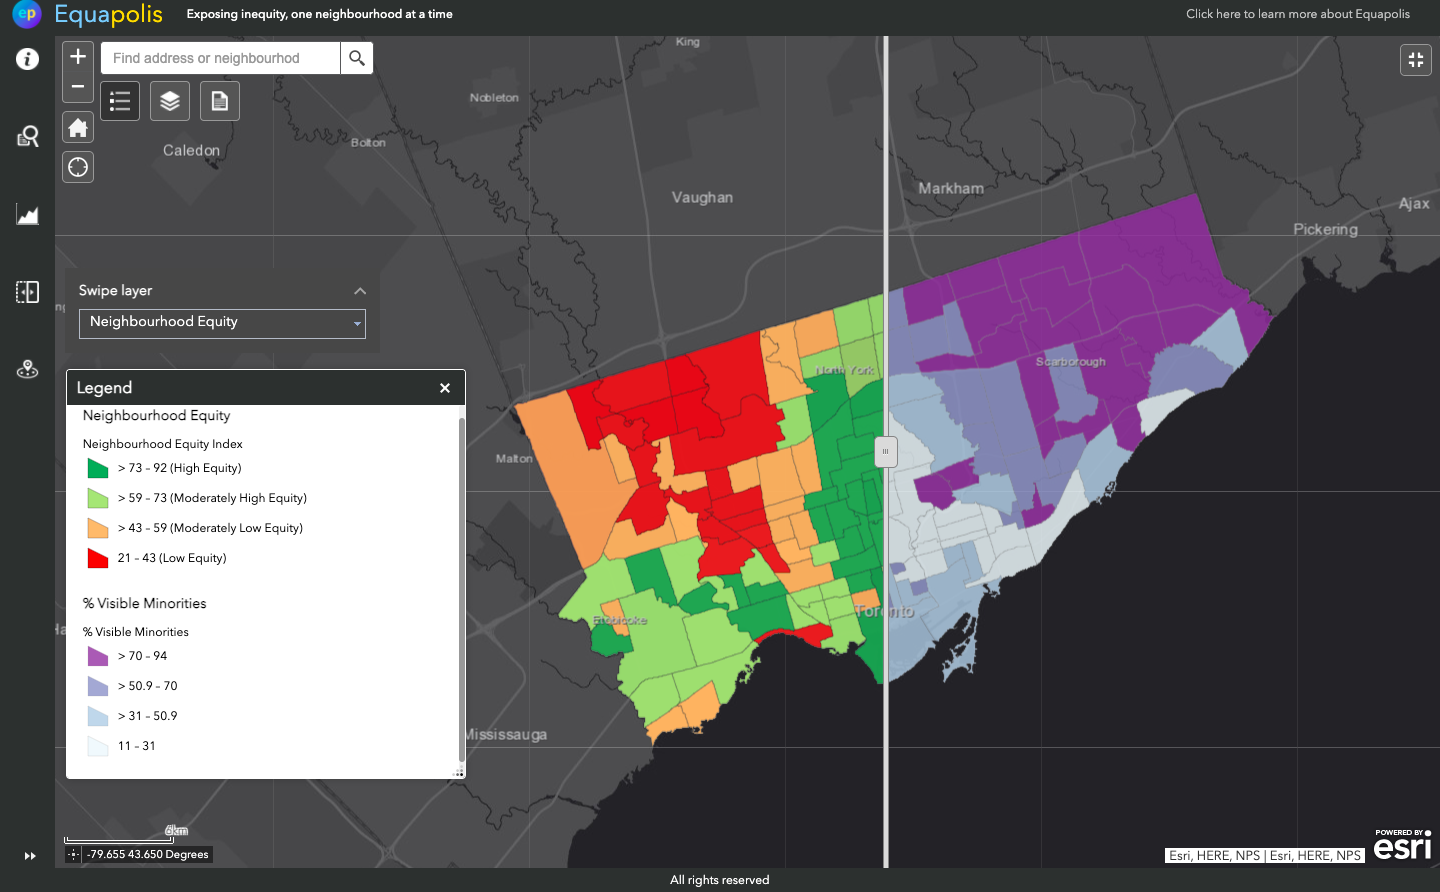 ep Equapolis
Exposing inequity, one neighbourhood at a time
Click here to learn more about Equapolis
Find address or neighbourhod
King
Nobleton
Bolton
Caledon
Vaughan
Markham
Ajax
Pickering
Swipe layer
Neighbourhood Equity
Scarborough
North York
Legend
Neighbourhood Equity
Neighbourhood Equity Index
> 73 – 92 (High Equity)
> 59 – 73 (Moderately High Equity)
> 43 – 59 (Moderately Low Equity)
21 – 43 (Low Equity)
% Visible Minorities
% Visible Minorities
> 70 – 94
> 50.9 – 70
> 31 – 50.9
11 – 31
Malton
Toronto
Etobicoke
Mississauga
6km
-79.655 43.650 Degrees
POWERED BY
esri
Esri, HERE, NPS | Esri, HERE, NPS
All rights reserved